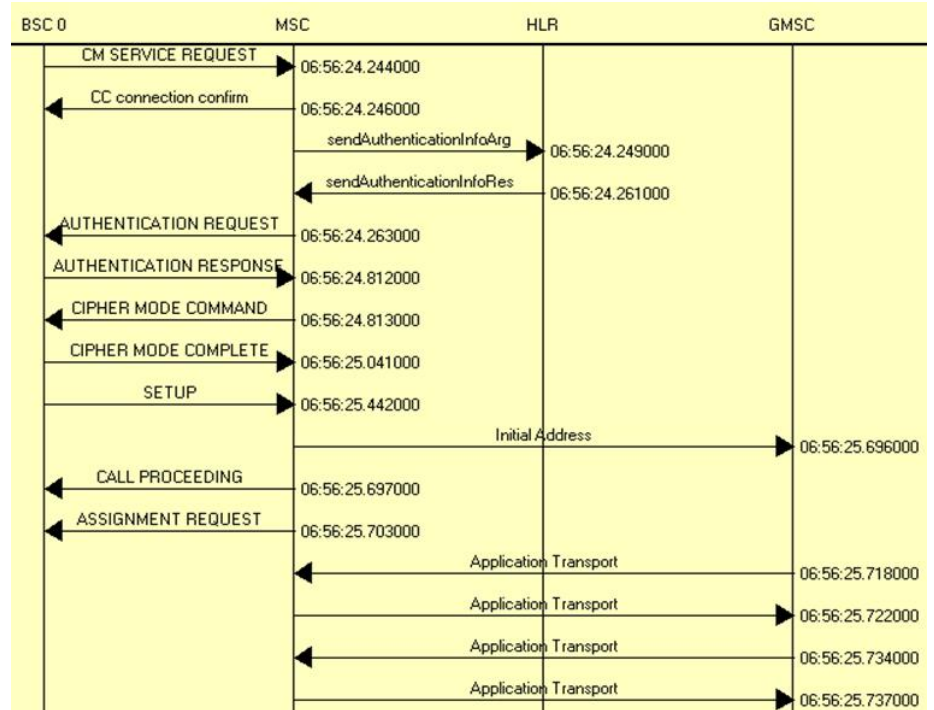 BSC 0 MSC HLR GMSC
CM SERVICE REQUEST
06:56:24.244000
CC connection confirm
06:56:24.246000
sendAuthenticationInfoArg
06:56:24.249000
sendAuthenticationInfoRes
06:56:24.261000
AUTHENTICATION REQUEST
06:56:24.263000
AUTHENTICATION RESPONSE
06:56:24.812000
CIPHER MODE COMMAND
06:56:24.813000
CIPHER MODE COMPLETE
06:56:25.041000
SETUP
06:56:25.442000
Initial Address
06:56:25.696000
CALL PROCEEDING
06:56:25.697000
ASSIGNMENT REQUEST
06:56:25.703000
Application Transport
06:56:25.718000
Application Transport
06:56:25.722000
Application Transport
06:56:25.734000
Application Transport
06:56:25.737000